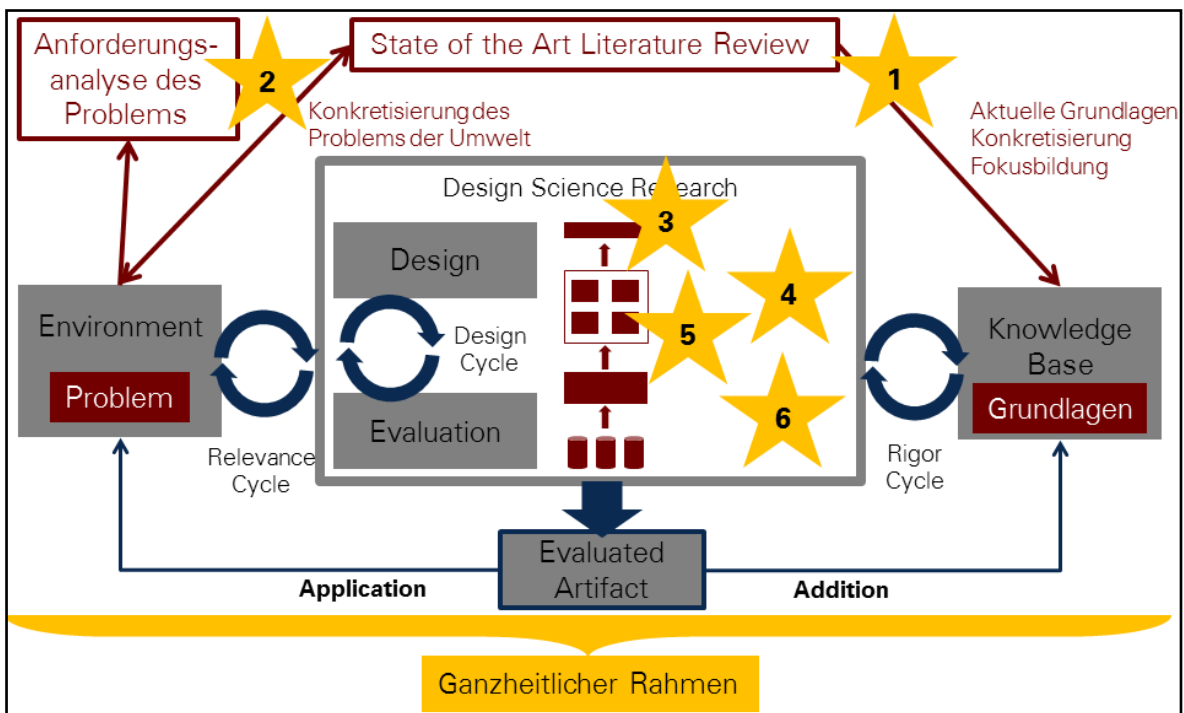 Anforderungs-
analyse des
Problems
2
State of the Art Literature Review
1
Konkretisierung des
Problems der Umwelt
Aktuelle Grundlagen
Konkretisierung
Fokusbildung
Design Science Research
3
Design
4
Environment
Problem
Design
Cycle
5
Knowledge
Base
Grundlagen
Evaluation
6
Relevance
Cycle
Rigor
Cycle
Evaluated
Artifact
Application
Addition
Ganzheitlicher Rahmen